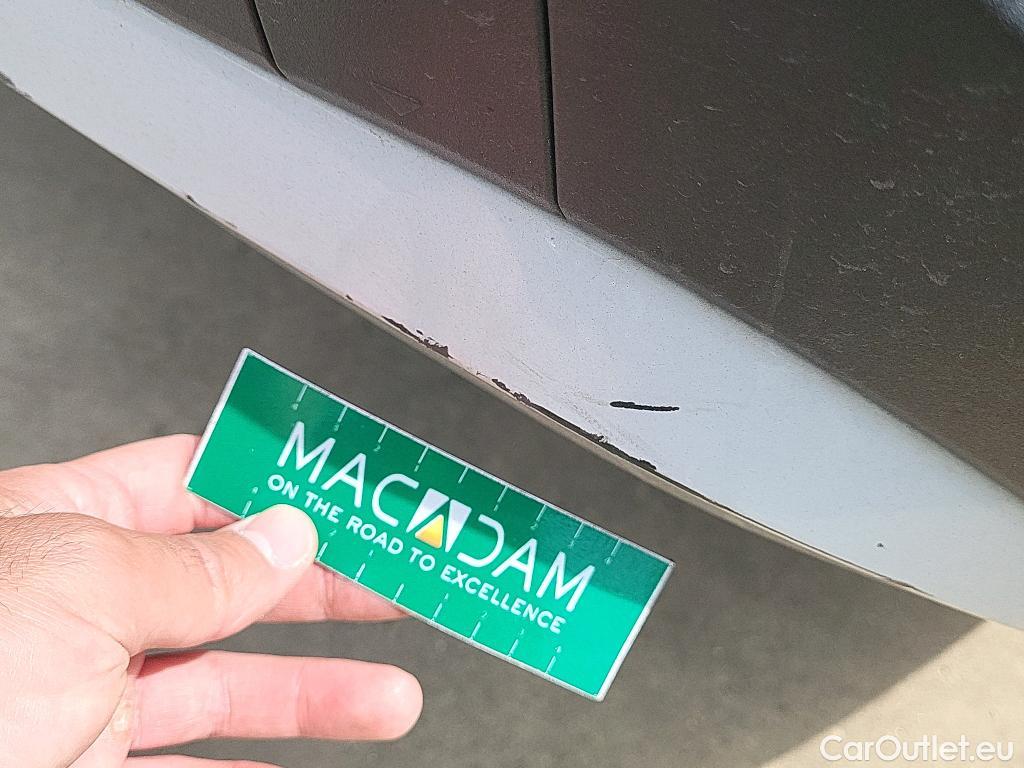 MACADAM
ON THE ROAD TO EXCELLENCE
CarOutlet.eu